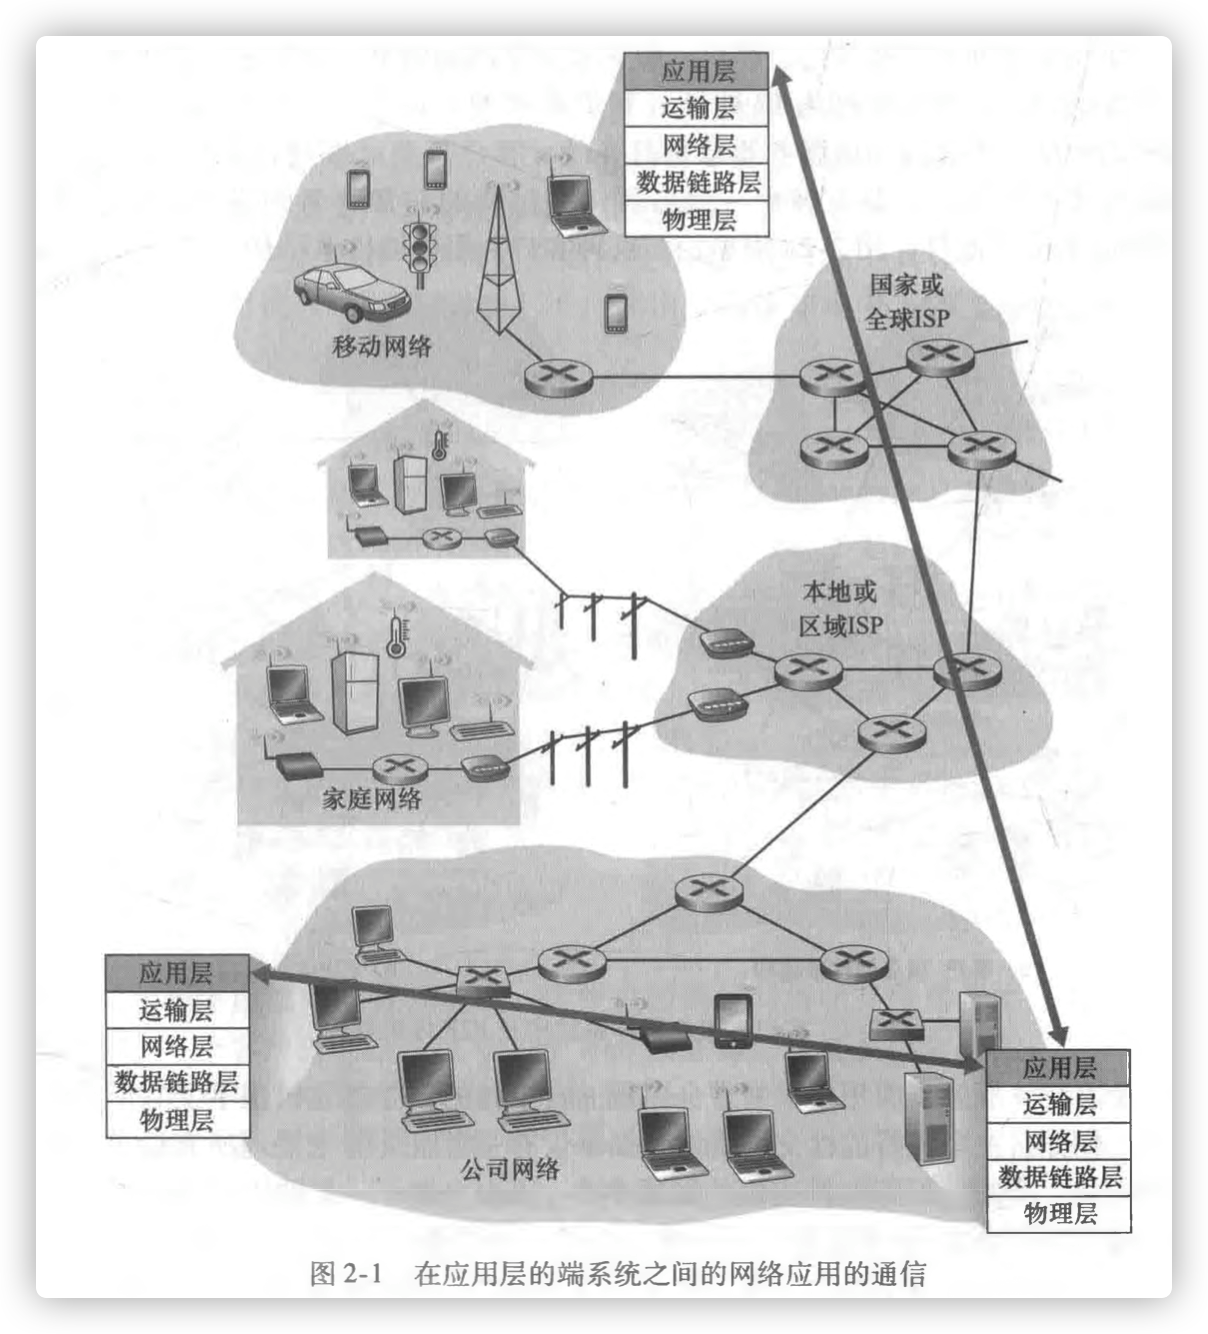 应用层
运输层
网络层
数据链路层
物理层
国家或
全球ISP
移动网络
本地或
区域ISP
家庭网络
应用层
运输层
网络层
数据链路层
物理层
应用层
运输层
网络层
数据链路层
物理层
公司网络
图 2-1 在应用层的端系统之间的网络应用的通信